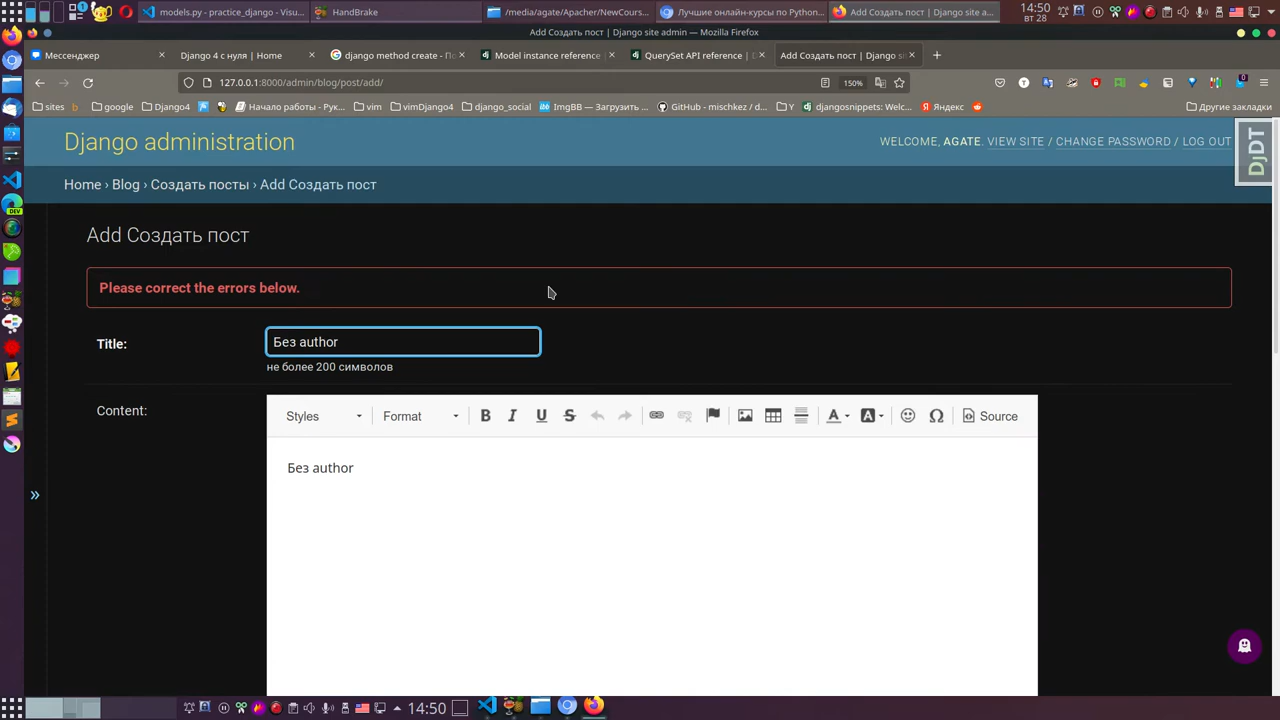 models.py - practice_django - Visu...
HandBrake
/media/agate/Apacher/NewCours...
Лучшие онлайн-курсы по Python...
Add Создать пост | Django site a...
14:50
вт 28
Add Создать пост | Django site admin — Mozilla Firefox
Мессенджер
Django 4 с нуля | Home
django method create - По
Model instance reference
QuerySet API reference | D
Add Создать пост | Django si
127.0.0.1:8000/admin/blog/post/add/
150%
sites
google
Django4
Начало работы - Рук...
vim
vimDjango4
django_social
ImgBB — Загрузить ...
GitHub - mischkez / d...
Y
djangosnippets: Welc...
Яндекс
Другие закладки
Django administration
WELCOME, AGATE. VIEW SITE / CHANGE PASSWORD / LOG OUT
DjDT
Home › Blog › Создать посты › Add Создать пост
Add Создать пост
Please correct the errors below.
Title:
Без author
не более 200 символов
Content:
Styles
Format
B I U S
Source
Без author
»
DEV
14:50